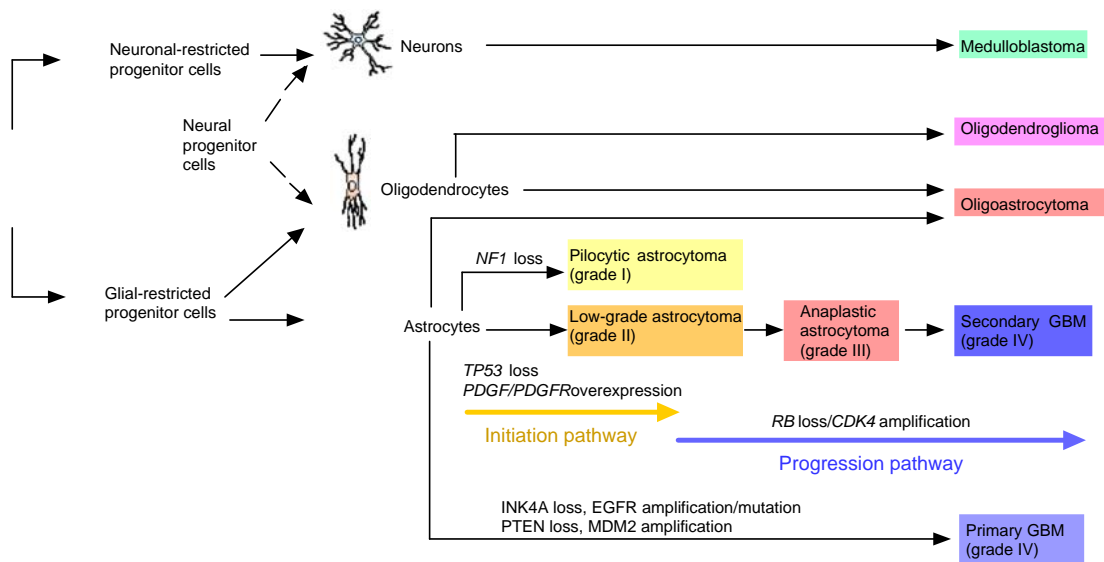 Neuronal-restricted
progenitor cells
Neurons
Medulloblastoma
Neural
progenitor
cells
Oligodendroglioma
Oligodendrocytes
Oligoastrocytoma
NF1 loss
Pilocytic astrocytoma
(grade I)
Glial-restricted
progenitor cells
Astrocytes
Low-grade astrocytoma
(grade II)
Anaplastic
astrocytoma
(grade III)
Secondary GBM
(grade IV)
TP53 loss
PDGF/PDGFRoverexpression
Initiation pathway
RB loss/CDK4 amplification
Progression pathway
INK4A loss, EGFR amplification/mutation
PTEN loss, MDM2 amplification
Primary GBM
(grade IV)